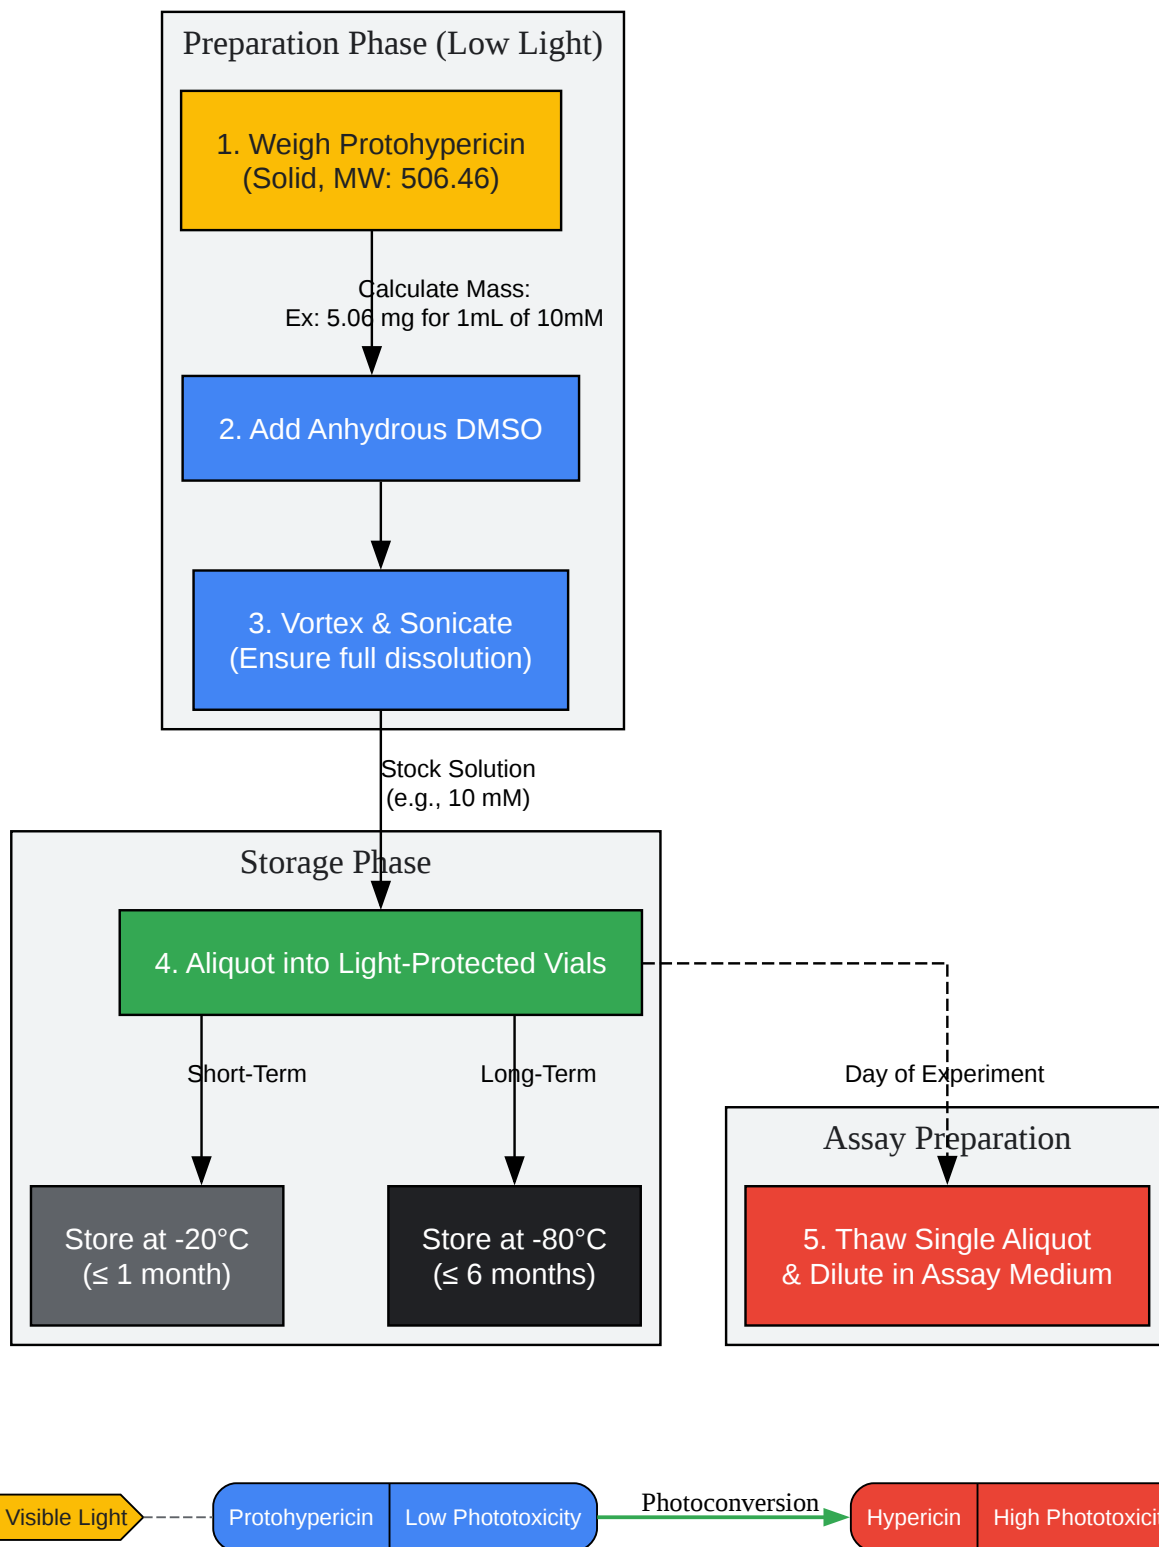 Preparation Phase (Low Light)
1. Weigh Protohypericin
(Solid, MW: 506.46)
Calculate Mass:
Ex: 5.06 mg for 1mL of 10mM
2. Add Anhydrous DMSO
3. Vortex & Sonicate
(Ensure full dissolution)
Stock Solution
(e.g., 10 mM)
Storage Phase
4. Aliquot into Light-Protected Vials
Short-Term
Long-Term
Day of Experiment
Assay Preparation
Store at -20°C
(≤ 1 month)
Store at -80°C
(≤ 6 months)
5. Thaw Single Aliquot
& Dilute in Assay Medium
Visible Light
Protohypericin
Low Phototoxicity
Photoconversion
Hypericin
High